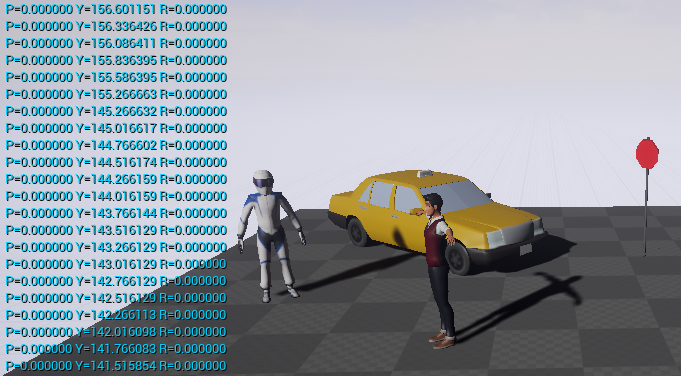 P=0.000000 Y=156.601151 R=0.000000
P=0.000000 Y=156.336426 R=0.000000
P=0.000000 Y=156.086411 R=0.000000
P=0.000000 Y=155.836395 R=0.000000
P=0.000000 Y=155.586395 R=0.000000
P=0.000000 Y=155.266663 R=0.000000
P=0.000000 Y=145.266632 R=0.000000
P=0.000000 Y=145.016617 R=0.000000
P=0.000000 Y=144.766602 R=0.000000
P=0.000000 Y=144.516174 R=0.000000
P=0.000000 Y=144.266159 R=0.000000
P=0.000000 Y=144.016159 R=0.000000
P=0.000000 Y=143.766144 R=0.000000
P=0.000000 Y=143.516129 R=0.000000
P=0.000000 Y=143.266129 R=0.000000
P=0.000000 Y=143.016129 R=0.000000
P=0.000000 Y=142.766129 R=0.000000
P=0.000000 Y=142.516129 R=0.000000
P=0.000000 Y=142.266113 R=0.000000
P=0.000000 Y=142.016098 R=0.000000
P=0.000000 Y=141.766083 R=0.000000
P=0.000000 Y=141.515854 R=0.000000